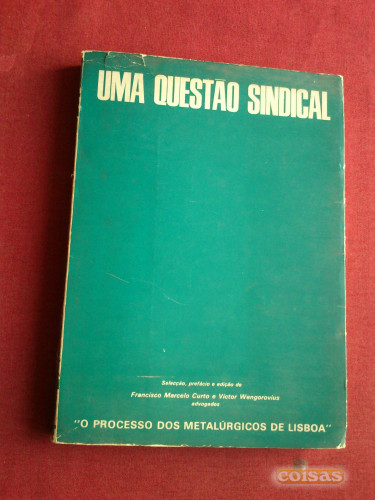 UMA QUESTÃO SINDICAL
Selecção, prefácio e edição de
Francisco Marcelo Curto e Victor Wengorovius
advogados
"O PROCESSO DOS METALÚRGICOS DE LISBOA"
coisas